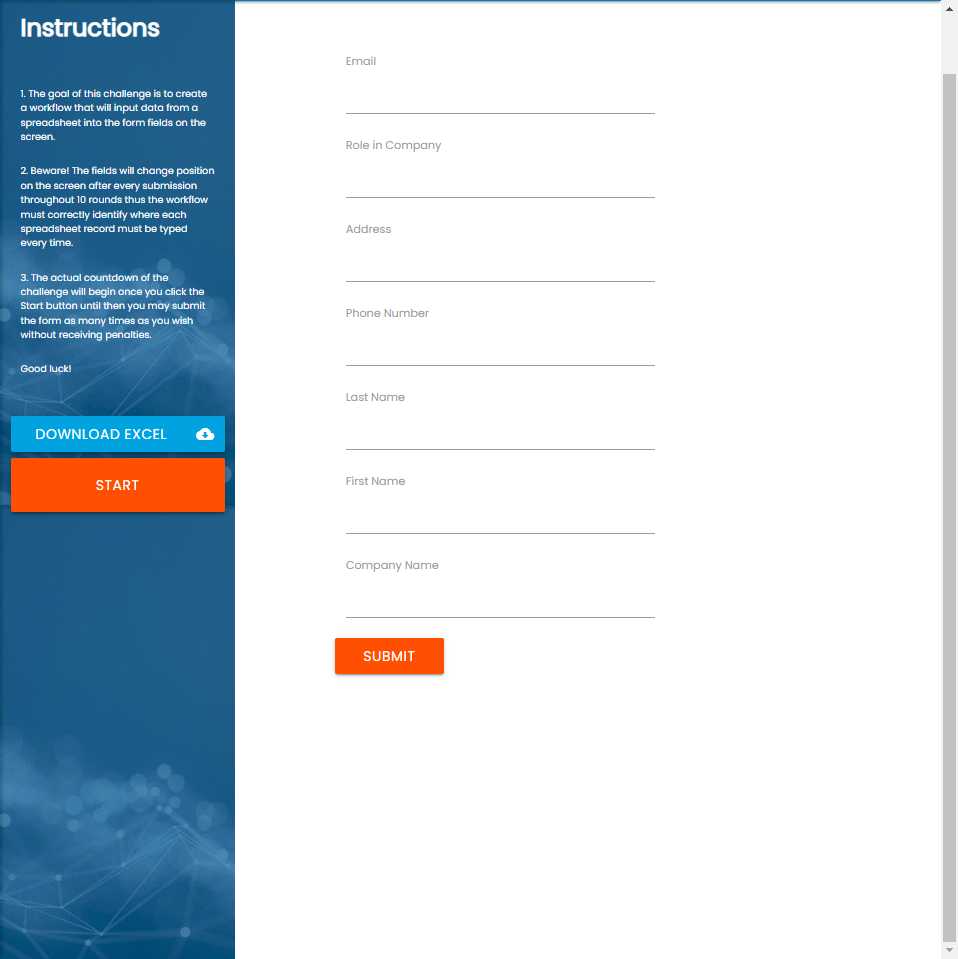 Instructions
1. The goal of this challenge is to create
a workflow that will input data from a
spreadsheet into the form fields on the
screen.
2. Beware! The fields will change position
on the screen after every submission
throughout 10 rounds thus the workflow
must correctly identify where each
spreadsheet record must be typed
every time.
3. The actual countdown of the
challenge will begin once you click the
Start button until then you may submit
the form as many times as you wish
without receiving penalties.
Good luck!
DOWNLOAD EXCEL
START
Email
Role in Company
Address
Phone Number
Last Name
First Name
Company Name
SUBMIT